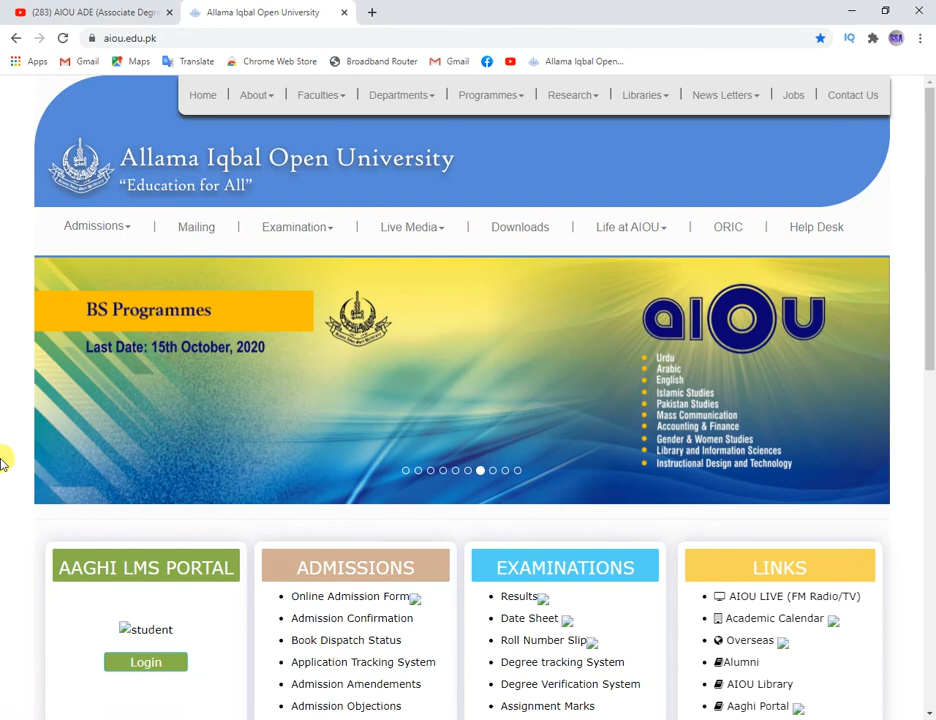 (283) AIOU ADE (Associate Degr
Allama Iqbal Open University
aiou.edu.pk
Apps
Gmail
Maps
Translate
Chrome Web Store
Broadband Router
Gmail
Allama Iqbal Open...
IQ
SM
Home | About | Faculties | Departments | Programmes | Research | Libraries | News Letters | Jobs | Contact Us
Allama Iqbal Open University
“Education for All”
Admissions | Mailing | Examination | Live Media | Downloads | Life at AIOU | ORIC | Help Desk
BS Programmes
Last Date: 15th October, 2020
AIOU
Urdu
Arabic
English
Islamic Studies
Pakistan Studies
Mass Communication
Accounting & Finance
Gender & Women Studies
Library and Information Sciences
Instructional Design and Technology
AAGHI LMS PORTAL
student
Login
ADMISSIONS
Online Admission Form
Admission Confirmation
Book Dispatch Status
Application Tracking System
Admission Amendements
Admission Objections
EXAMINATIONS
Results
Date Sheet
Roll Number Slip
Degree tracking System
Degree Verification System
Assignment Marks
LINKS
AIOU LIVE (FM Radio/TV)
Academic Calendar
Overseas
Alumni
AIOU Library
Aaghi Portal